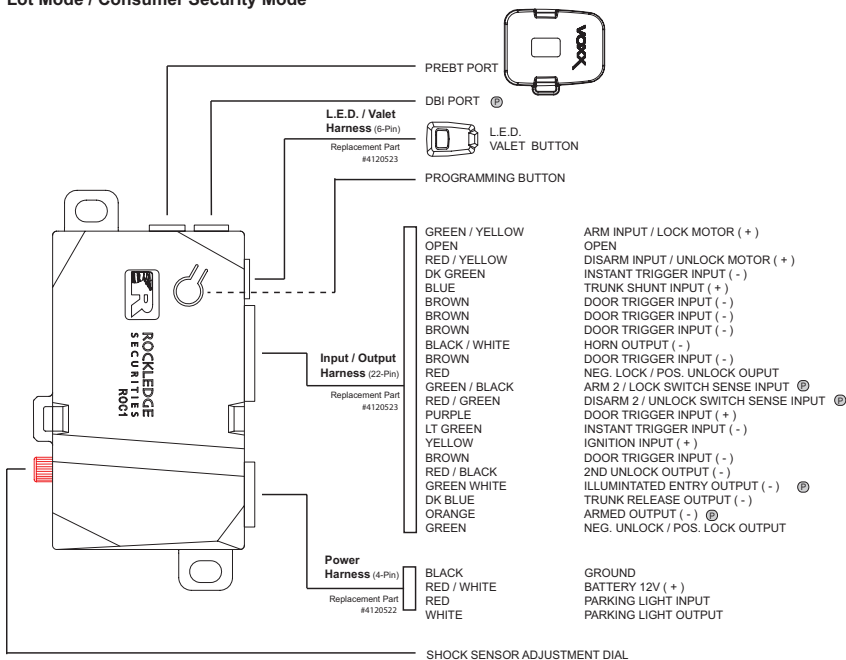 Lot Mode / Consumer Security Mode
VOXX
PREBT PORT
DBI PORT P
L.E.D. / Valet
Harness (6-Pin)
Replacement Part
#4120523
L.E.D.
VALET BUTTON
PROGRAMMING BUTTON
R
ROCKLEDGE
SECURITIES
ROC1
Input / Output
Harness (22-Pin)
Replacement Part
#4120523
GREEN / YELLOW ARM INPUT / LOCK MOTOR ( + )
OPEN OPEN
RED / YELLOW DISARM INPUT / UNLOCK MOTOR ( + )
DK GREEN INSTANT TRIGGER INPUT ( - )
BLUE TRUNK SHUNT INPUT ( + )
BROWN DOOR TRIGGER INPUT ( - )
BROWN DOOR TRIGGER INPUT ( - )
BROWN DOOR TRIGGER INPUT ( - )
BLACK / WHITE HORN OUTPUT ( - )
BROWN DOOR TRIGGER INPUT ( - )
RED NEG. LOCK / POS. UNLOCK OUPUT
GREEN / BLACK ARM 2 / LOCK SWITCH SENSE INPUT P
RED / GREEN DISARM 2 / UNLOCK SWITCH SENSE INPUT P
PURPLE DOOR TRIGGER INPUT ( + )
LT GREEN INSTANT TRIGGER INPUT ( - )
YELLOW IGNITION INPUT ( + )
BROWN DOOR TRIGGER INPUT ( - )
RED / BLACK 2ND UNLOCK OUTPUT ( - )
GREEN WHITE ILLUMINTATED ENTRY OUTPUT ( - ) P
DK BLUE TRUNK RELEASE OUTPUT ( - )
ORANGE ARMED OUTPUT ( - ) P
GREEN NEG. UNLOCK / POS. LOCK OUTPUT
Power
Harness (4-Pin)
Replacement Part
#4120522
BLACK GROUND
RED / WHITE BATTERY 12V ( + )
RED PARKING LIGHT INPUT
WHITE PARKING LIGHT OUTPUT
SHOCK SENSOR ADJUSTMENT DIAL